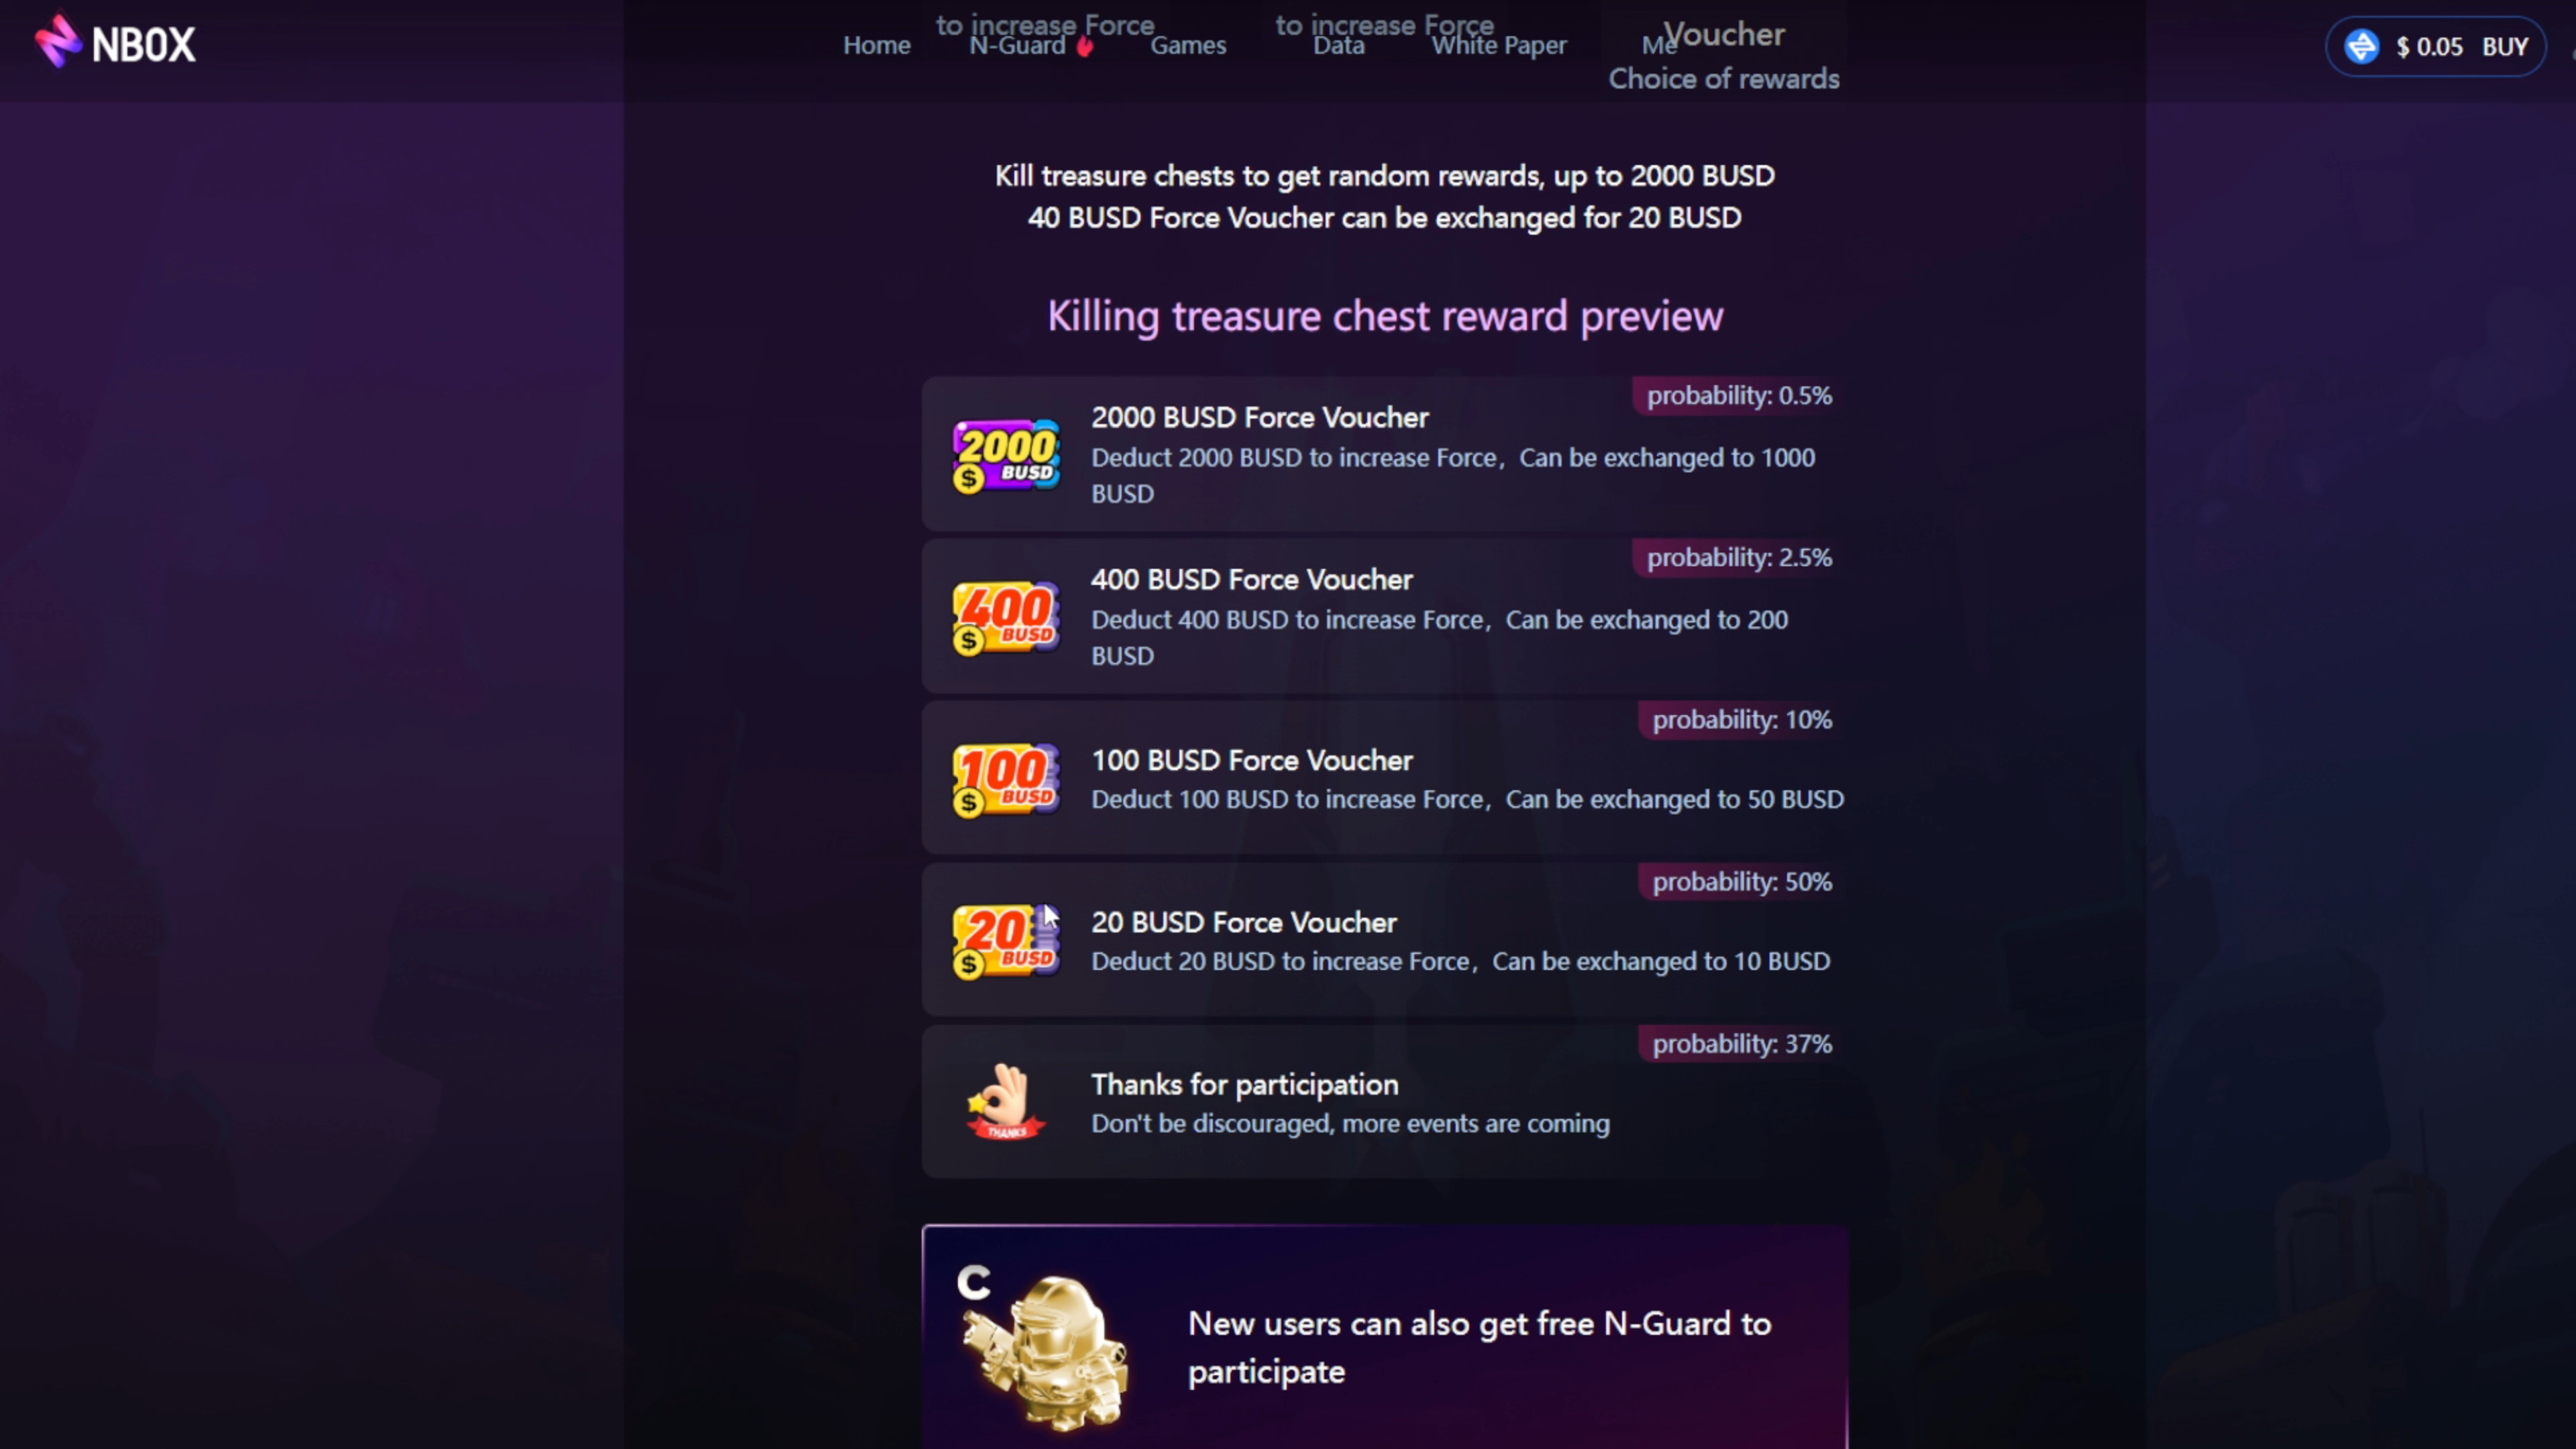 NBOX
to increase Force
to increase Force
Voucher
Choice of rewards
Home
N-Guard
Games
Data
White Paper
Me
$ 0.05 BUY
Kill treasure chests to get random rewards, up to 2000 BUSD
40 BUSD Force Voucher can be exchanged for 20 BUSD
Killing treasure chest reward preview
probability: 0.5%
2000 BUSD
$
2000 BUSD Force Voucher
Deduct 2000 BUSD to increase Force，Can be exchanged to 1000
BUSD
probability: 2.5%
400 BUSD
$
400 BUSD Force Voucher
Deduct 400 BUSD to increase Force，Can be exchanged to 200
BUSD
probability: 10%
100 BUSD
$
100 BUSD Force Voucher
Deduct 100 BUSD to increase Force，Can be exchanged to 50 BUSD
probability: 50%
20 BUSD
$
20 BUSD Force Voucher
Deduct 20 BUSD to increase Force，Can be exchanged to 10 BUSD
probability: 37%
THANKS
Thanks for participation
Don't be discouraged, more events are coming
C
New users can also get free N-Guard to
participate